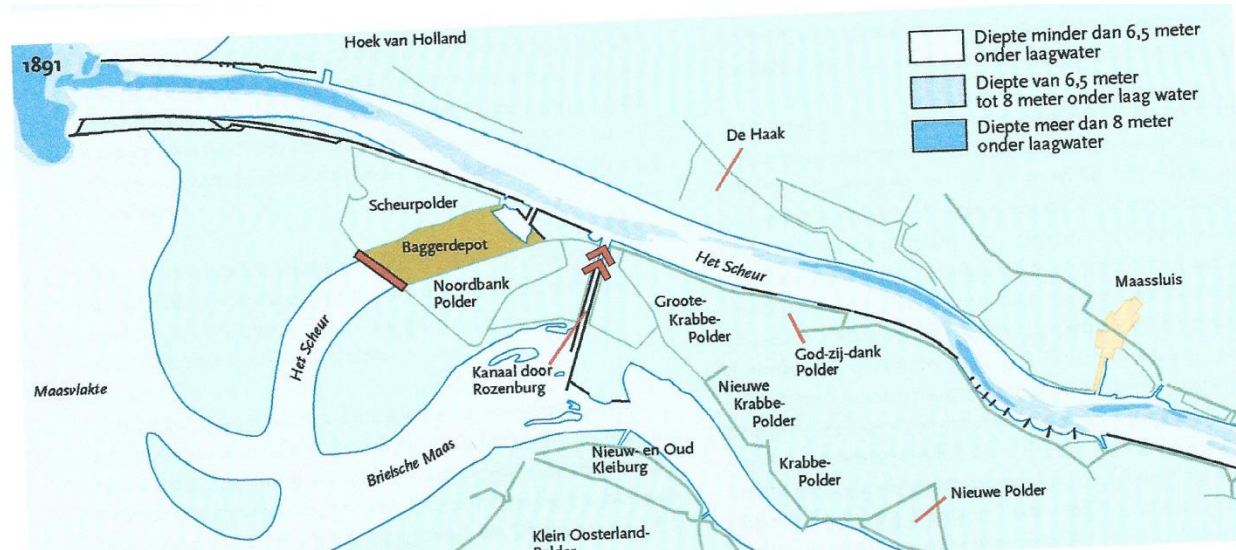 1891
Hoek van Holland
Diepte minder dan 6,5 meter
onder laagwater
Diepte van 6,5 meter
tot 8 meter onder laag water
Diepte meer dan 8 meter
onder laagwater
De Haak
Scheurpolder
Baggerdepot
Noordbank
Polder
Het Scheur
Groote-
Krabbe-
Polder
Maassluis
Het Scheur
God-zij-dank
Polder
Maasvlakte
Kanaal door
Rozenburg
Nieuwe
Krabbe-
Polder
Brielsche Maas
Nieuw- en Oud
Kleiburg
Krabbe-
Polder
Nieuwe Polder
Klein Oosterland-